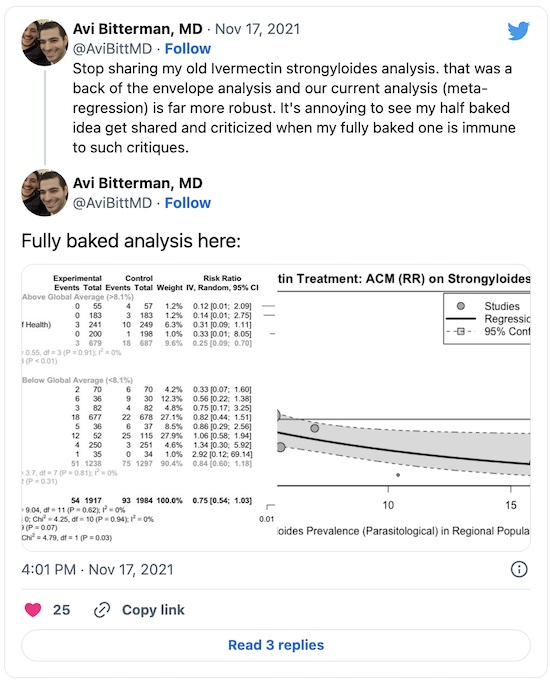 Avi Bitterman, MD · Nov 17, 2021
@AviBittMD · Follow
Stop sharing my old Ivermectin strongyloides analysis. that was a
back of the envelope analysis and our current analysis (meta-
regression) is far more robust. It's annoying to see my half baked
idea get shared and criticized when my fully baked one is immune
to such critiques.
Avi Bitterman, MD
@AviBittMD · Follow
Fully baked analysis here:
Experimental Control Risk Ratio
Events Total Events Total Weight IV, Random, 95% CI
Above Global Average (>8.1%)
0 55 4 57 1.2% 0.12 [0.01; 2.09]
0 183 3 183 1.2% 0.14 [0.01; 2.75]
f Health) 3 241 10 249 6.3% 0.31 [0.09; 1.11]
0 200 1 198 1.0% 0.33 [0.01; 8.05]
3 679 18 687 9.6% 0.25 [0.09; 0.70]
0.55, df = 3 (P = 0.91); I² = 0%
(P < 0.01)
Below Global Average (<8.1%)
2 70 6 70 4.2% 0.33 [0.07; 1.60]
6 36 9 30 12.3% 0.56 [0.22; 1.38]
3 82 4 82 4.8% 0.75 [0.17; 3.25]
18 677 22 678 27.1% 0.82 [0.44; 1.51]
5 36 6 37 8.5% 0.86 [0.29; 2.56]
12 52 25 115 27.9% 1.06 [0.58; 1.94]
4 250 3 251 4.6% 1.34 [0.30; 5.92]
1 35 0 34 1.0% 2.92 [0.12; 69.14]
51 1238 75 1297 90.4% 0.84 [0.60; 1.18]
3.7, df = 7 (P = 0.81); I² = 0%
(P = 0.31)
54 1917 93 1984 100.0% 0.75 [0.54; 1.03]
9.04, df = 11 (P = 0.62); I² = 0%
0; Chi² = 4.25, df = 10 (P = 0.94); I² = 0%
(P = 0.07)
Chi² = 4.79, df = 1 (P = 0.03)
0.01
tin Treatment: ACM (RR) on Strongyloides
Studies
Regressic
95% Conf
10 15
oides Prevalence (Parasitological) in Regional Popula
4:01 PM · Nov 17, 2021
25 Copy link
Read 3 replies